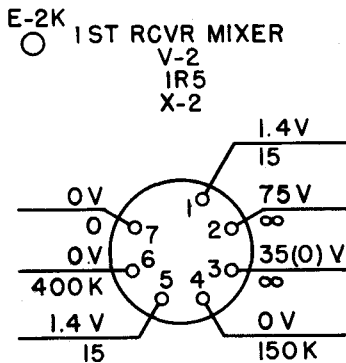 E-2K
1ST RCVR MIXER
V-2
1R5
X-2
1.4V
15
0V
0
75V
∞
1
2
7
0V
400K
6
3
35(0)V
∞
5
4
1.4V
15
0V
150K